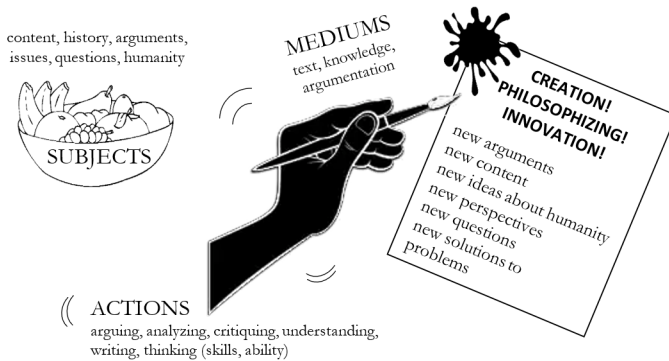 content, history, arguments,
issues, questions, humanity
SUBJECTS
MEDIUMS
text, knowledge,
argumentation
CREATION!
PHILOSOPHIZING!
INNOVATION!
new arguments
new content
new ideas about humanity
new perspectives
new questions
new solutions to
problems
ACTIONS
arguing, analyzing, critiquing, understanding,
writing, thinking (skills, ability)